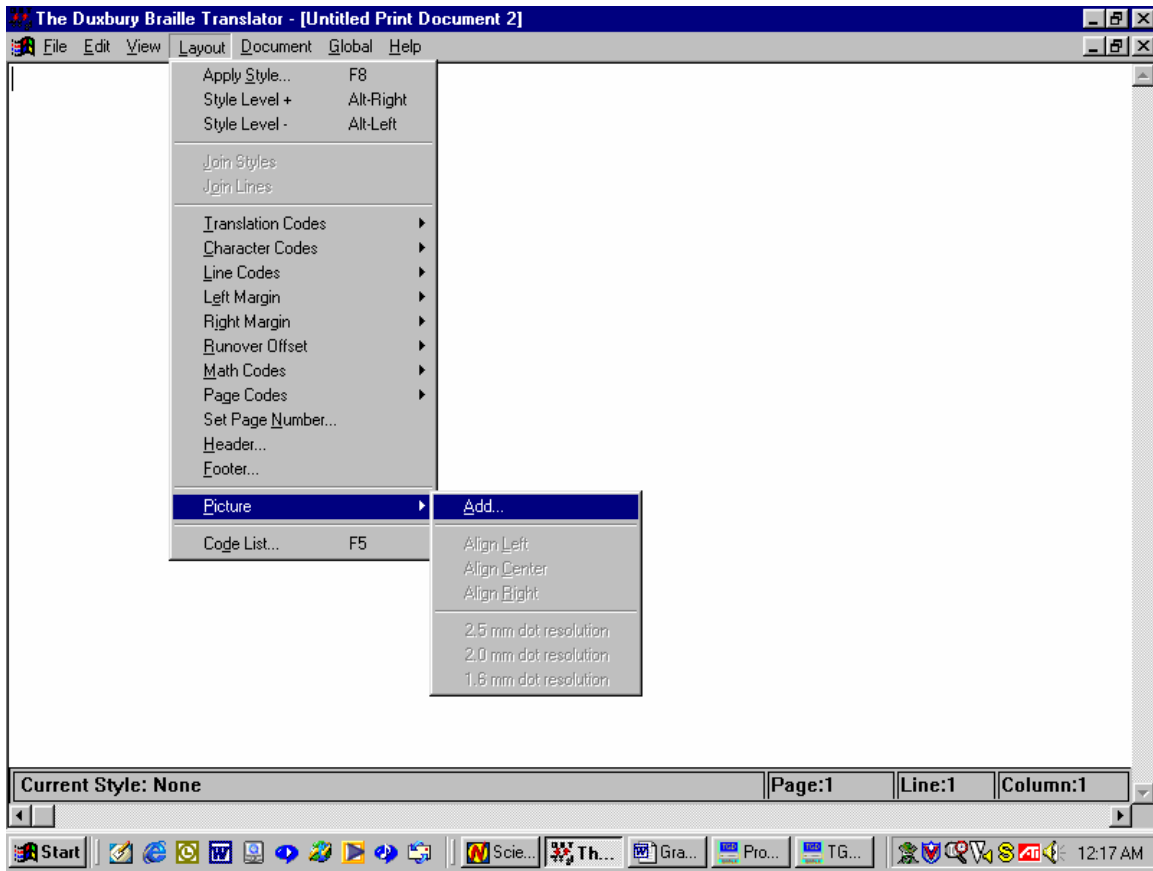 The Duxbury Braille Translator - [Untitled Print Document 2]
File Edit View Layout Document Global Help
Apply Style... F8
Style Level + Alt-Right
Style Level - Alt-Left
Join Styles
Join Lines
Translation Codes
Character Codes
Line Codes
Left Margin
Right Margin
Runover Offset
Math Codes
Page Codes
Set Page Number...
Header...
Footer...
Picture
Add...
Code List... F5
Align Left
Align Center
Align Right
2.5 mm dot resolution
2.0 mm dot resolution
1.6 mm dot resolution
Current Style: None Page:1 Line:1 Column:1
Start Scie... Th... Gra... Pro... TG... 12:17 AM